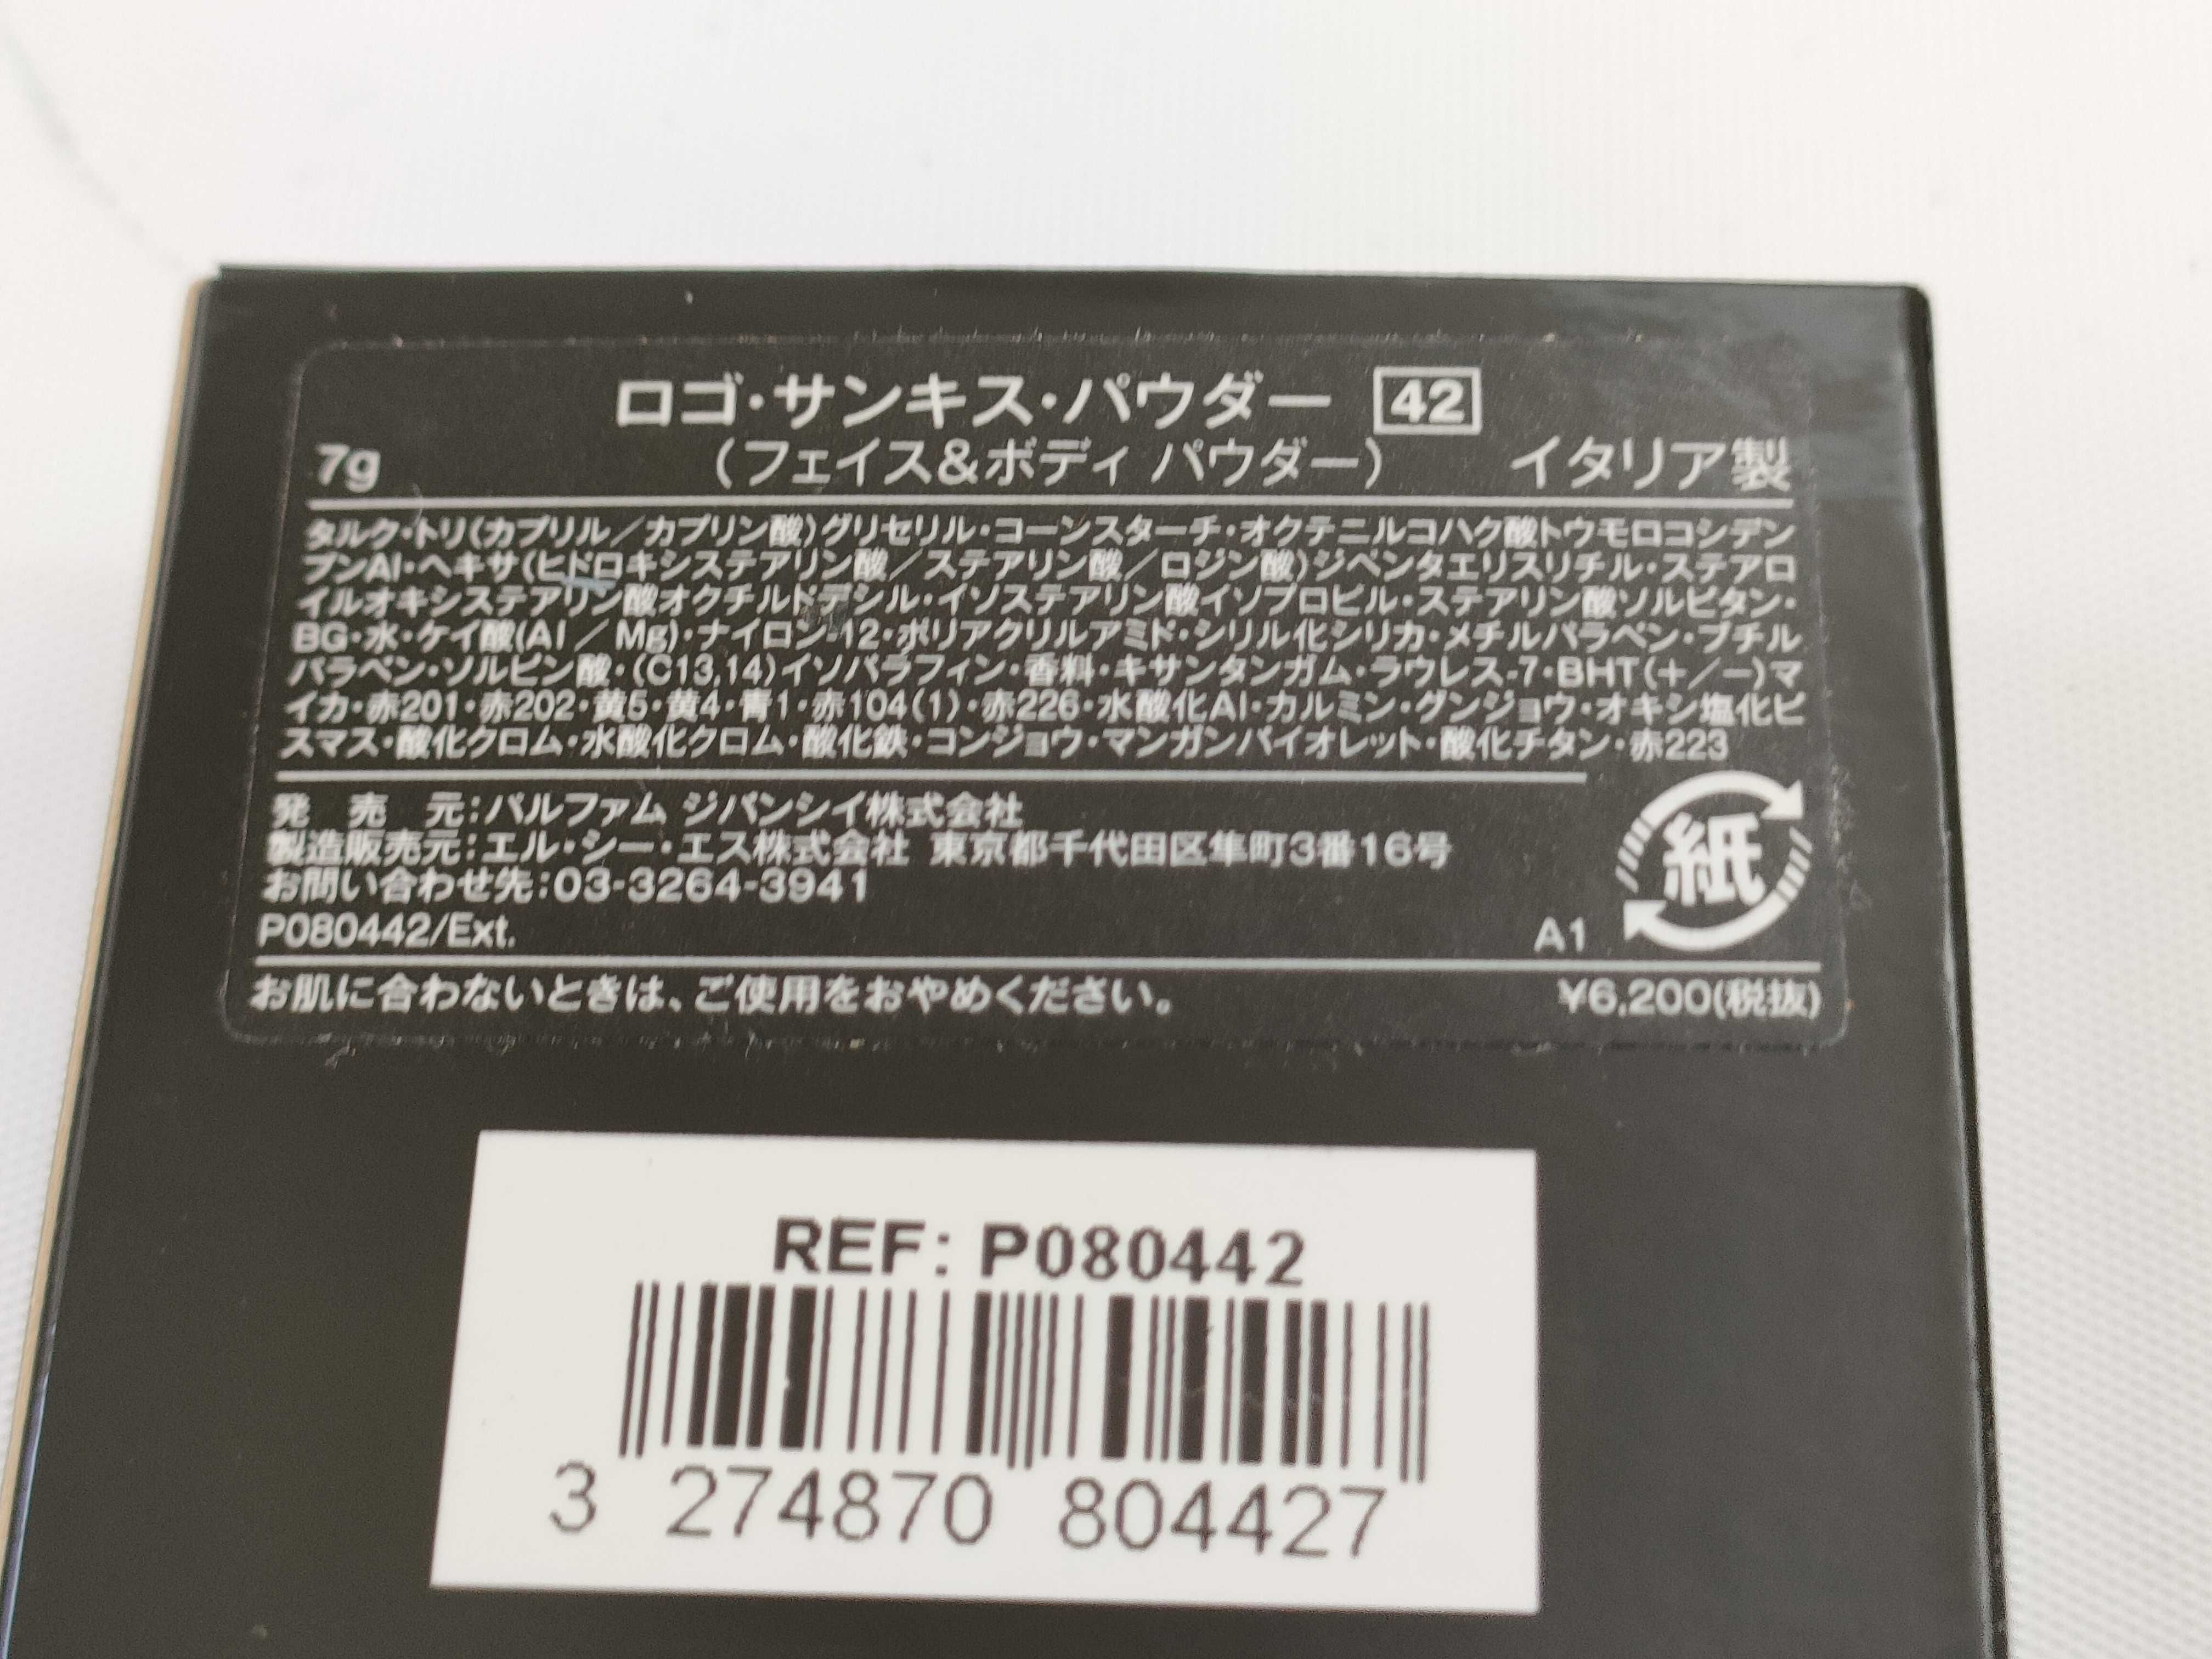 ロゴ・サンキス・パウダー 42
7g （フェイス&ボディ パウダー） イタリア製
タルク・トリ(カプリル／カプリン酸)グリセリル・コーンスターチ・オクテニルコハク酸トウモロコシデン
プンAl・ヘキサ(ヒドロキシステアリン酸／ステアリン酸／ロジン酸)ジペンタエリスリチル・ステアロ
イルオキシステアリン酸オクチルドデシル・イソステアリン酸イソプロピル・ステアリン酸ソルビタン・
BG・水・ケイ酸(Al／Mg)・ナイロン-12・ポリアクリルアミド・シリル化シリカ・メチルパラベン・ブチル
パラベン・ソルビン酸・(C13,14)イソパラフィン・香料・キサンタンガム・ラウレス-7・BHT(＋／－)マ
イカ・赤201・赤202・黄5・黄4・青1・赤104(1)・赤226・水酸化Al・カルミン・グンジョウ・オキシ塩化ビ
スマス・酸化クロム・水酸化クロム・酸化鉄・コンジョウ・マンガンバイオレット・酸化チタン・赤223
発 売 元：パルファム ジバンシイ株式会社
製造販売元：エル・シー・エス株式会社 東京都千代田区隼町3番16号
お問い合わせ先：03-3264-3941
紙
P080442/Ext. A1
お肌に合わないときは、ご使用をおやめください。 ¥6,200(税抜)
REF: P080442
3 274870 804427